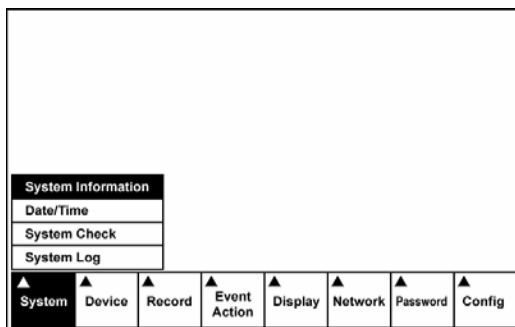 System Information
Date/Time
System Check
System Log
System
Device
Record
Event
Action
Display
Network
Password
Config